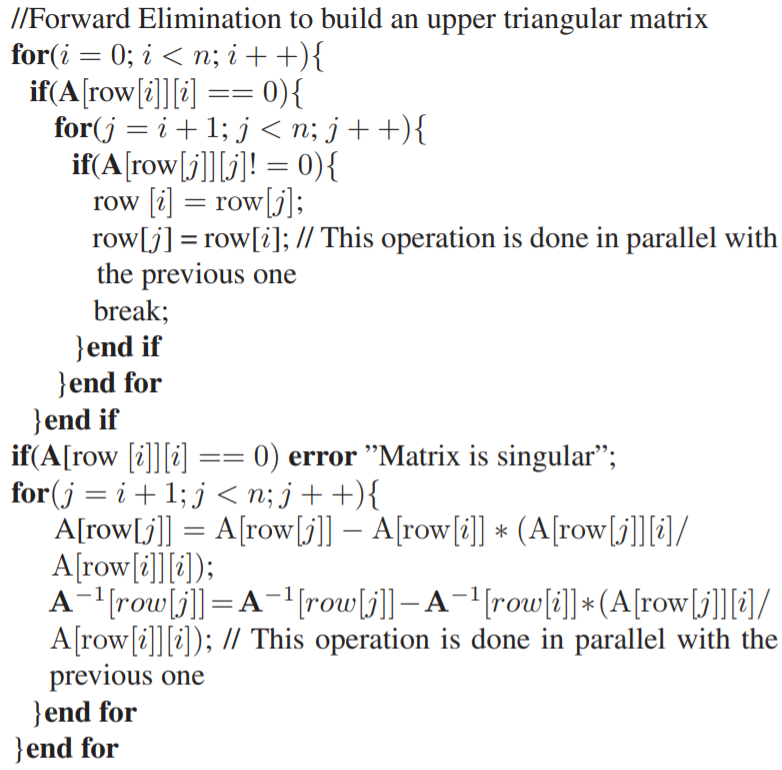 //Forward Elimination to build an upper triangular matrix
for(i = 0; i < n; i + +){
if(A[row[i]][i] == 0){
for(j = i + 1; j < n; j + +){
if(A[row[j]][j]! = 0){
row [i] = row[j];
row[j] = row[i]; // This operation is done in parallel with
the previous one
break;
}end if
}end for
}end if
if(A[row [i]][i] == 0) error ”Matrix is singular”;
for(j = i + 1; j < n; j + +){
A[row[j]] = A[row[j]] − A[row[i]] ∗ (A[row[j]][i]/
A[row[i]][i]);
A⁻¹[row[j]]=A⁻¹[row[j]]−A⁻¹[row[i]]∗(A[row[j]][i]/
A[row[i]][i]); // This operation is done in parallel with the
previous one
}end for
}end for